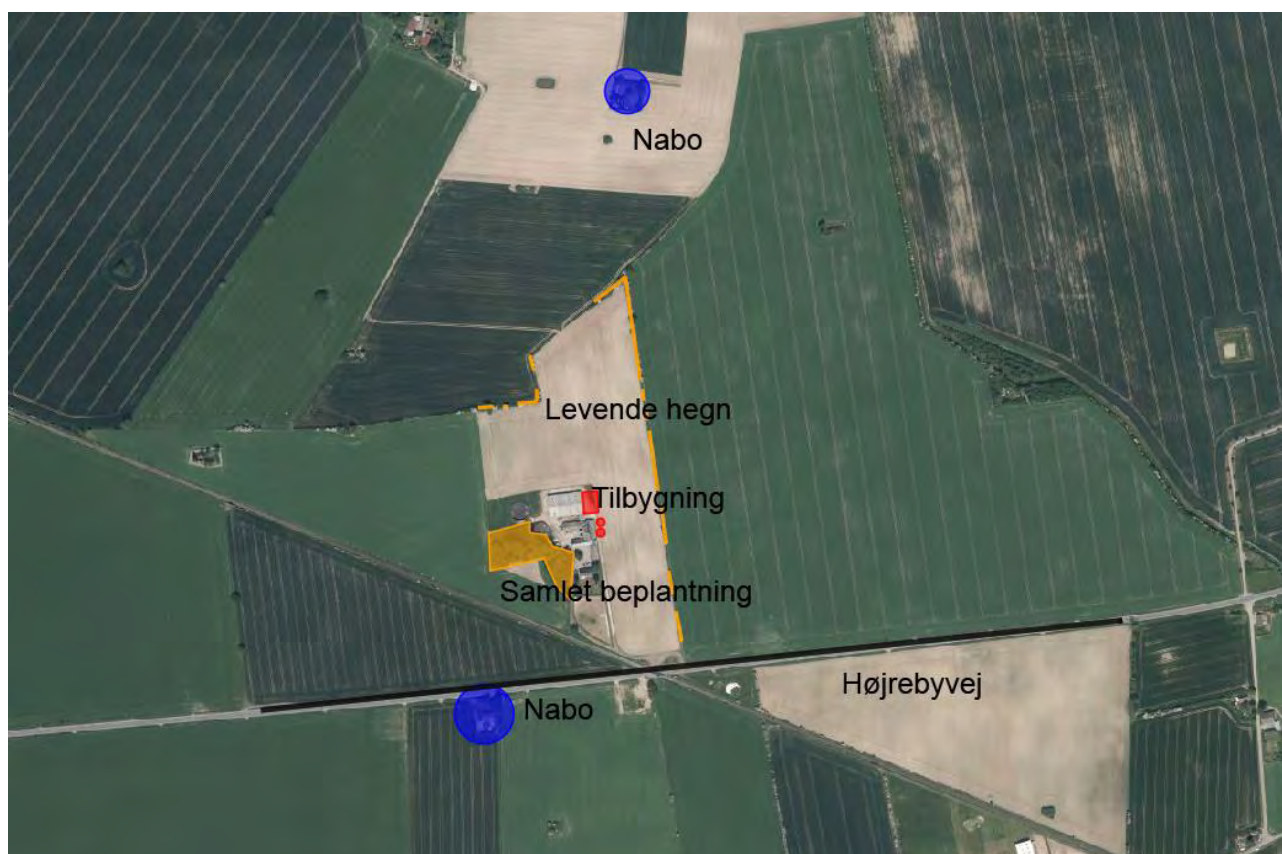 Nabo
Levende hegn
Tilbygning
Samlet beplantning
Højrebyvej
Nabo